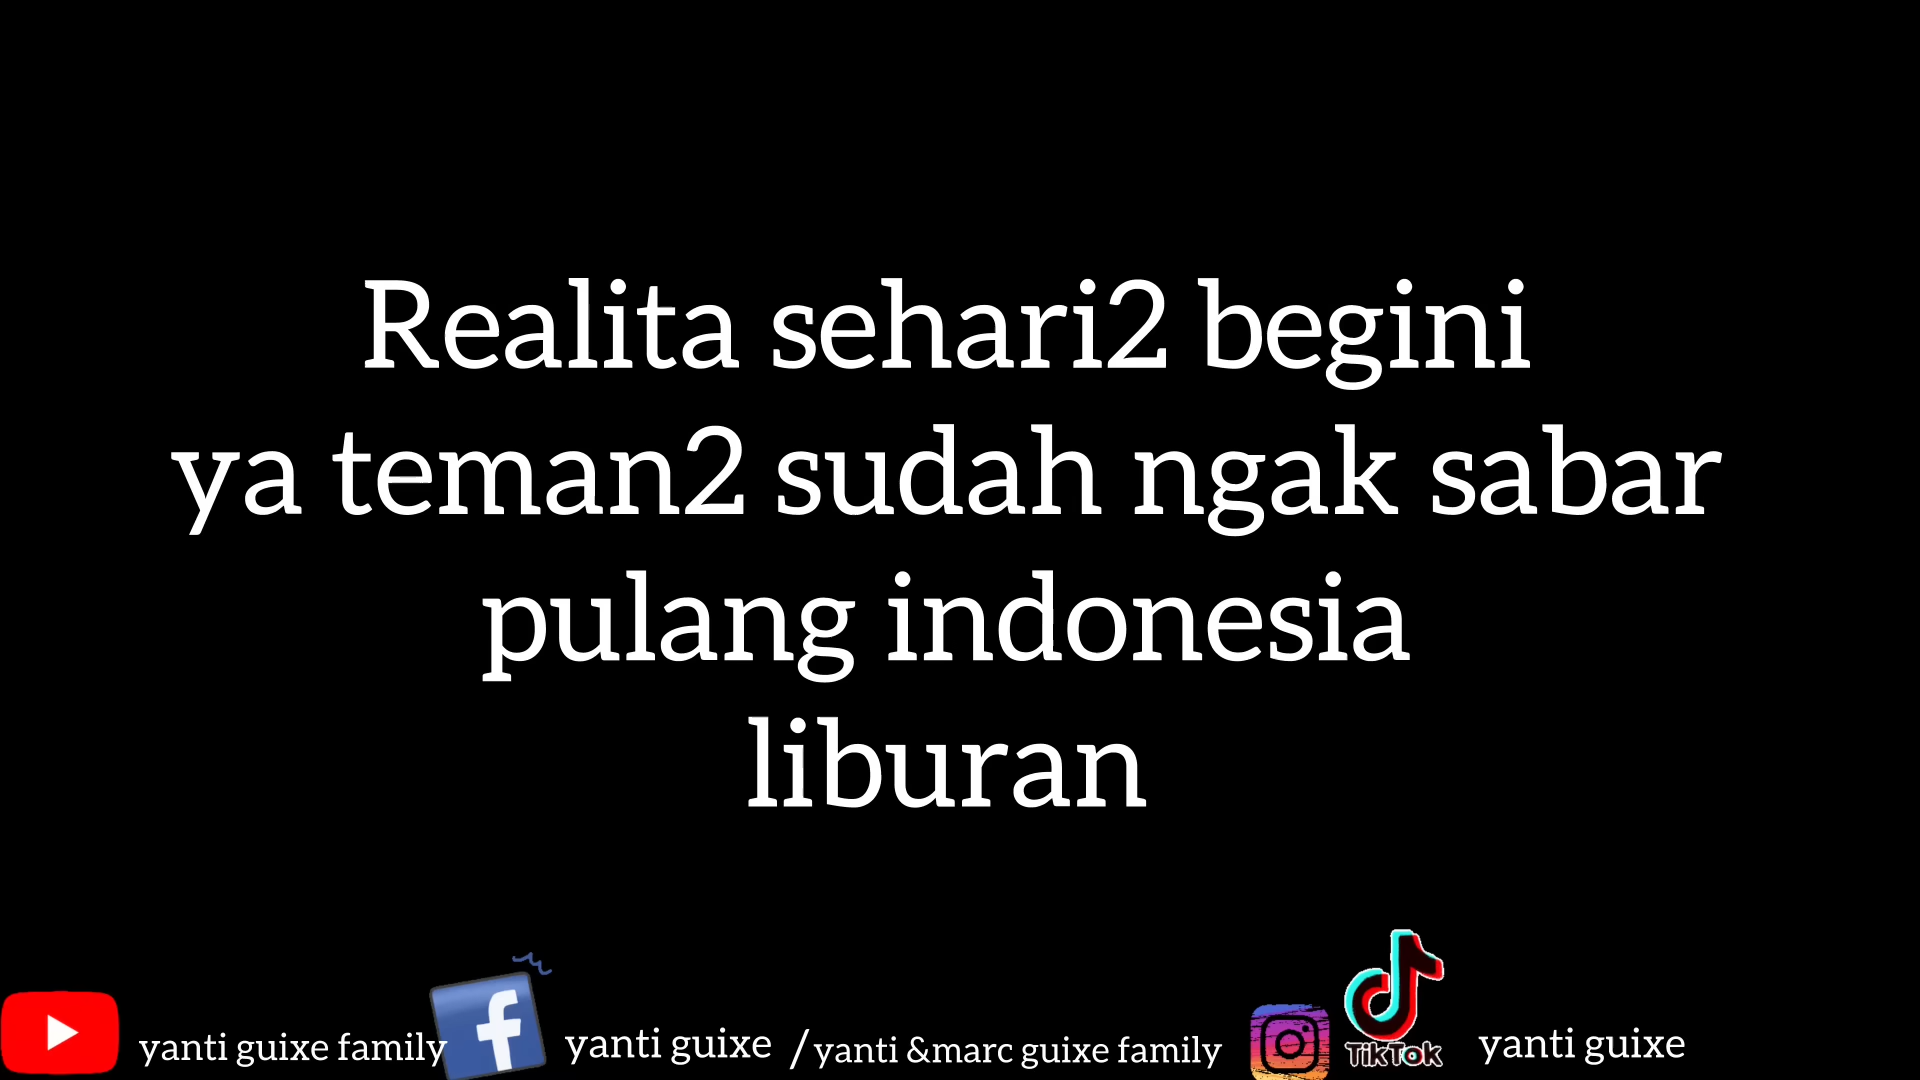 Realita sehari2 begini
ya teman2 sudah ngak sabar
pulang indonesia
liburan
yanti guixe family
yanti guixe /yanti &marc guixe family
TikTok
yanti guixe